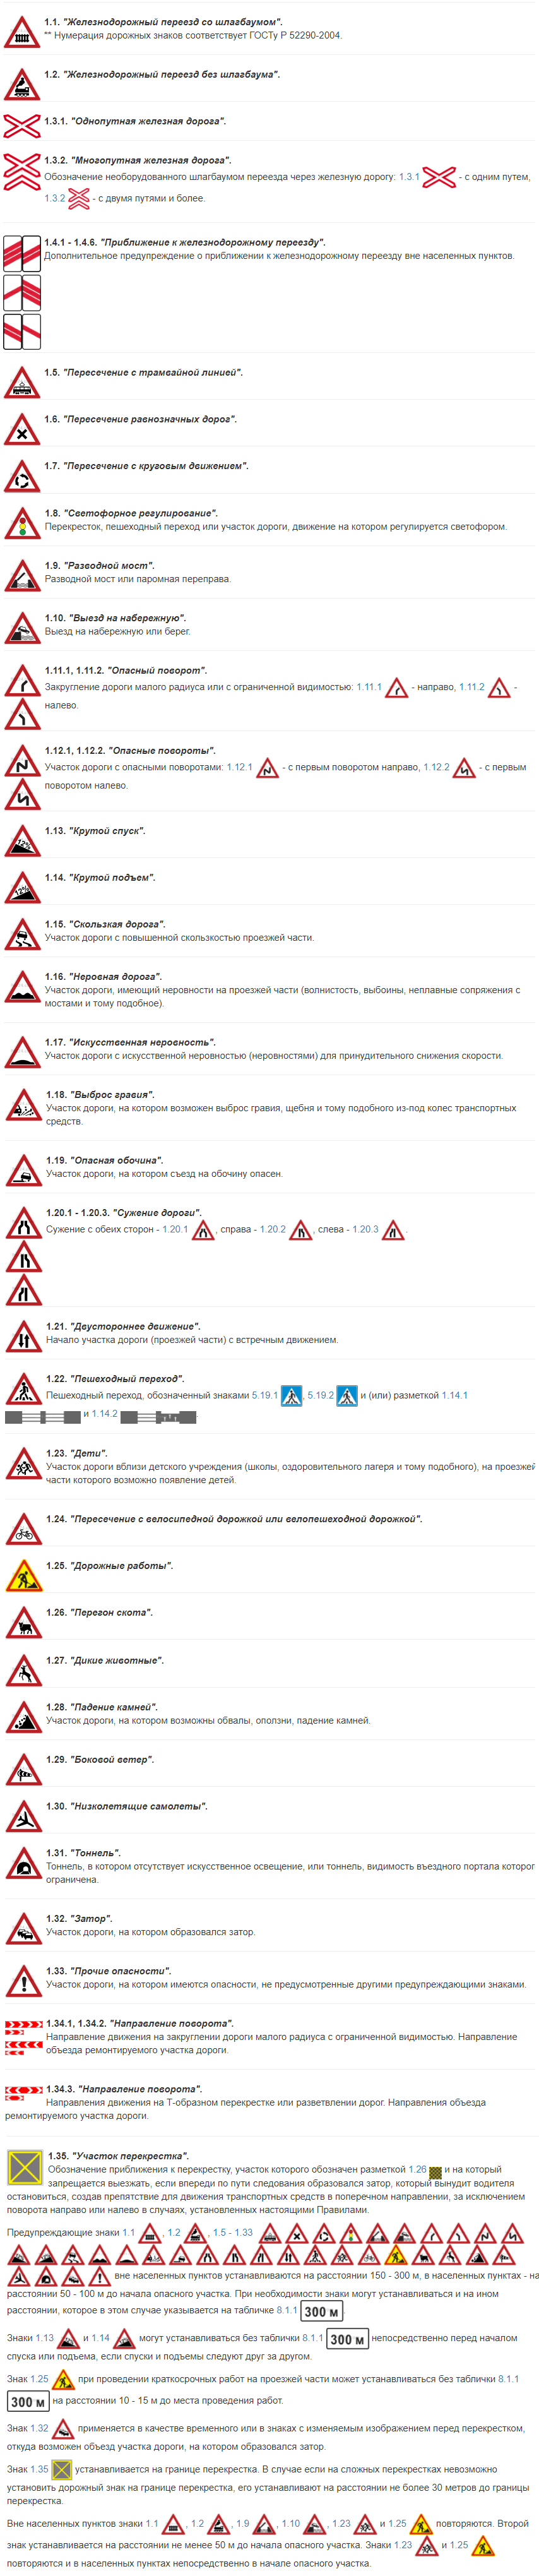 1.1. "Железнодорожный переезд со шлагбаумом".
** Нумерация дорожных знаков соответствует ГОСТу Р 52290-2004.
1.2. "Железнодорожный переезд без шлагбаума".
1.3.1. "Однопутная железная дорога".
1.3.2. "Многопутная железная дорога".
Обозначение необорудованного шлагбаумом переезда через железную дорогу: 1.3.1 - с одним путем,
1.3.2 - с двумя путями и более.
1.4.1 - 1.4.6. "Приближение к железнодорожному переезду".
Дополнительное предупреждение о приближении к железнодорожному переезду вне населенных пунктов.
1.5. "Пересечение с трамвайной линией".
1.6. "Пересечение равнозначных дорог".
1.7. "Пересечение с круговым движением".
1.8. "Светофорное регулирование".
Перекресток, пешеходный переход или участок дороги, движение на котором регулируется светофором.
1.9. "Разводной мост".
Разводной мост или паромная переправа.
1.10. "Выезд на набережную".
Выезд на набережную или берег.
1.11.1, 1.11.2. "Опасный поворот".
Закругление дороги малого радиуса или с ограниченной видимостью: 1.11.1 - направо, 1.11.2 -
налево.
1.12.1, 1.12.2. "Опасные повороты".
Участок дороги с опасными поворотами: 1.12.1 - с первым поворотом направо, 1.12.2 - с первым
поворотом налево.
1.13. "Крутой спуск".
12%
1.14. "Крутой подъем".
12%
1.15. "Скользкая дорога".
Участок дороги с повышенной скользкостью проезжей части.
1.16. "Неровная дорога".
Участок дороги, имеющий неровности на проезжей части (волнистость, выбоины, неплавные сопряжения с
мостами и тому подобное).
1.17. "Искусственная неровность".
Участок дороги с искусственной неровностью (неровностями) для принудительного снижения скорости.
1.18. "Выброс гравия".
Участок дороги, на котором возможен выброс гравия, щебня и тому подобного из-под колес транспортных
средств.
1.19. "Опасная обочина".
Участок дороги, на котором съезд на обочину опасен.
1.20.1 - 1.20.3. "Сужение дороги".
Сужение с обеих сторон - 1.20.1 , справа - 1.20.2 , слева - 1.20.3 .
1.21. "Двустороннее движение".
Начало участка дороги (проезжей части) с встречным движением.
1.22. "Пешеходный переход".
Пешеходный переход, обозначенный знаками 5.19.1 , 5.19.2 и (или) разметкой 1.14.1
и 1.14.2 .
1.23. "Дети".
Участок дороги вблизи детского учреждения (школы, оздоровительного лагеря и тому подобного), на проезжей
части которого возможно появление детей.
1.24. "Пересечение с велосипедной дорожкой или велопешеходной дорожкой".
1.25. "Дорожные работы".
1.26. "Перегон скота".
1.27. "Дикие животные".
1.28. "Падение камней".
Участок дороги, на котором возможны обвалы, оползни, падение камней.
1.29. "Боковой ветер".
1.30. "Низколетящие самолеты".
1.31. "Тоннель".
Тоннель, в котором отсутствует искусственное освещение, или тоннель, видимость въездного портала которог
ограничена.
1.32. "Затор".
Участок дороги, на котором образовался затор.
1.33. "Прочие опасности".
Участок дороги, на котором имеются опасности, не предусмотренные другими предупреждающими знаками.
1.34.1, 1.34.2. "Направление поворота".
Направление движения на закруглении дороги малого радиуса с ограниченной видимостью. Направление
объезда ремонтируемого участка дороги.
1.34.3. "Направление поворота".
Направления движения на Т-образном перекрестке или разветвлении дорог. Направления объезда
ремонтируемого участка дороги.
1.35. "Участок перекрестка".
Обозначение приближения к перекрестку, участок которого обозначен разметкой 1.26 и на который
запрещается выезжать, если впереди по пути следования образовался затор, который вынудит водителя
остановиться, создав препятствие для движения транспортных средств в поперечном направлении, за исключением
поворота направо или налево в случаях, установленных настоящими Правилами.
Предупреждающие знаки 1.1 , 1.2 , 1.5 - 1.33
вне населенных пунктов устанавливаются на расстоянии 150 - 300 м, в населенных пунктах - на
расстоянии 50 - 100 м до начала опасного участка. При необходимости знаки могут устанавливаться и на ином
расстоянии, которое в этом случае указывается на табличке 8.1.1 300 м .
Знаки 1.13 и 1.14 могут устанавливаться без таблички 8.1.1 300 м непосредственно перед началом
спуска или подъема, если спуски и подъемы следуют друг за другом.
Знак 1.25 при проведении краткосрочных работ на проезжей части может устанавливаться без таблички 8.1.1
300 м на расстоянии 10 - 15 м до места проведения работ.
Знак 1.32 применяется в качестве временного или в знаках с изменяемым изображением перед перекрестком,
откуда возможен объезд участка дороги, на котором образовался затор.
Знак 1.35 устанавливается на границе перекрестка. В случае если на сложных перекрестках невозможно
установить дорожный знак на границе перекрестка, его устанавливают на расстоянии не более 30 метров до границы
перекрестка.
Вне населенных пунктов знаки 1.1 , 1.2 , 1.9 , 1.10 , 1.23 и 1.25 повторяются. Второй
знак устанавливается на расстоянии не менее 50 м до начала опасного участка. Знаки 1.23 и 1.25
повторяются и в населенных пунктах непосредственно в начале опасного участка.